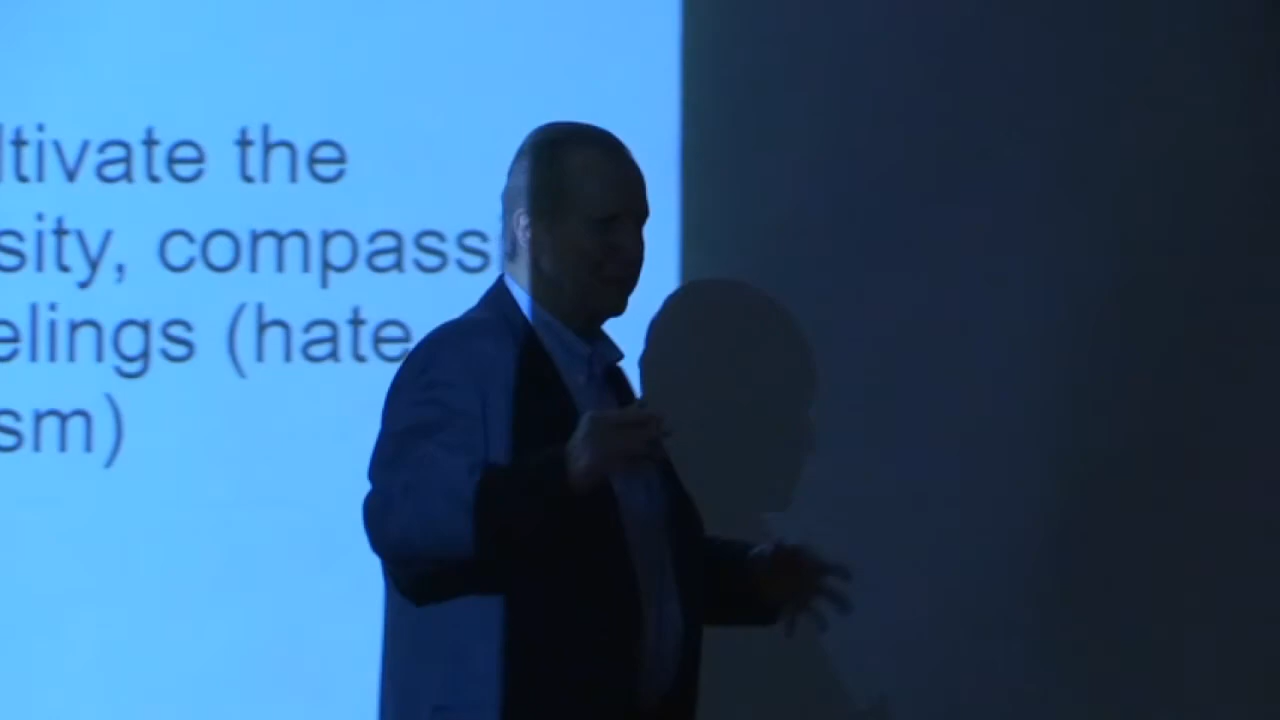 ltivate the
sity, compass
elings (hate
sm)